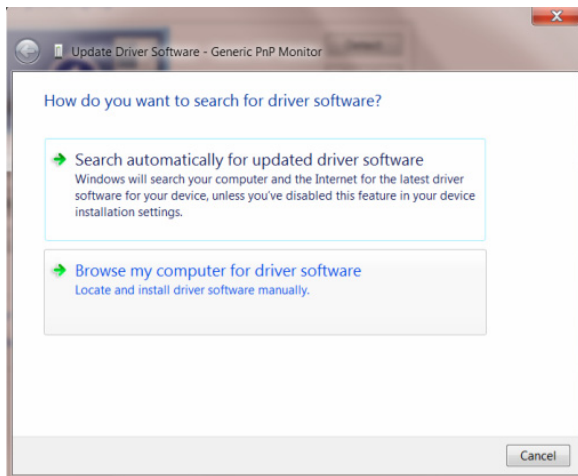 Update Driver Software - Generic PnP Monitor
How do you want to search for driver software?
Search automatically for updated driver software
Windows will search your computer and the Internet for the latest driver
software for your device, unless you've disabled this feature in your device
installation settings.
Browse my computer for driver software
Locate and install driver software manually.
Cancel